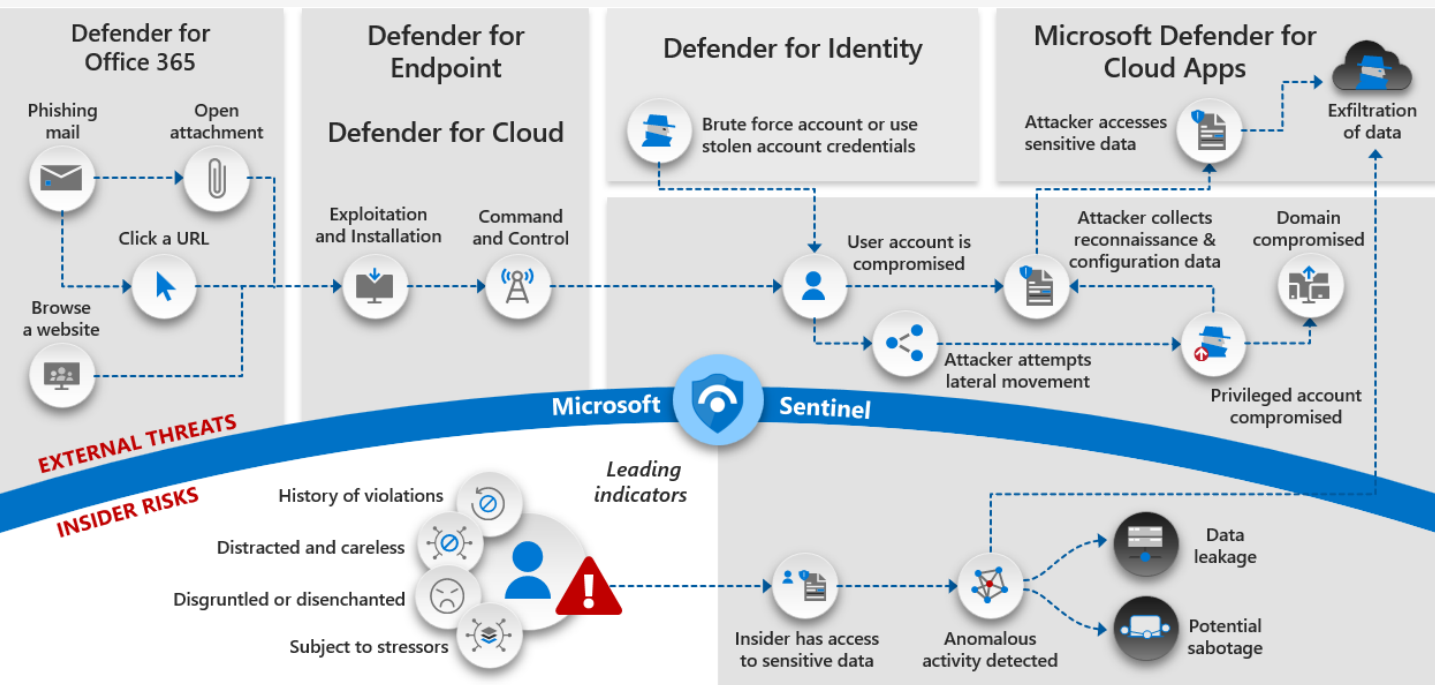 Defender for
Office 365
Defender for
Endpoint
Defender for Cloud
Defender for Identity
Microsoft Defender for
Cloud Apps
Phishing
mail
Open
attachment
Click a URL
Browse
a website
Exploitation
and Installation
Command
and Control
Brute force account or use
stolen account credentials
User account is
compromised
Attacker attempts
lateral movement
Attacker accesses
sensitive data
Exfiltration
of data
Attacker collects
reconnaissance &
configuration data
Domain
compromised
Privileged account
compromised
Microsoft
Sentinel
EXTERNAL THREATS
INSIDER RISKS
Leading
indicators
History of violations
Distracted and careless
Disgruntled or disenchanted
Subject to stressors
Insider has access
to sensitive data
Anomalous
activity detected
Data
leakage
Potential
sabotage